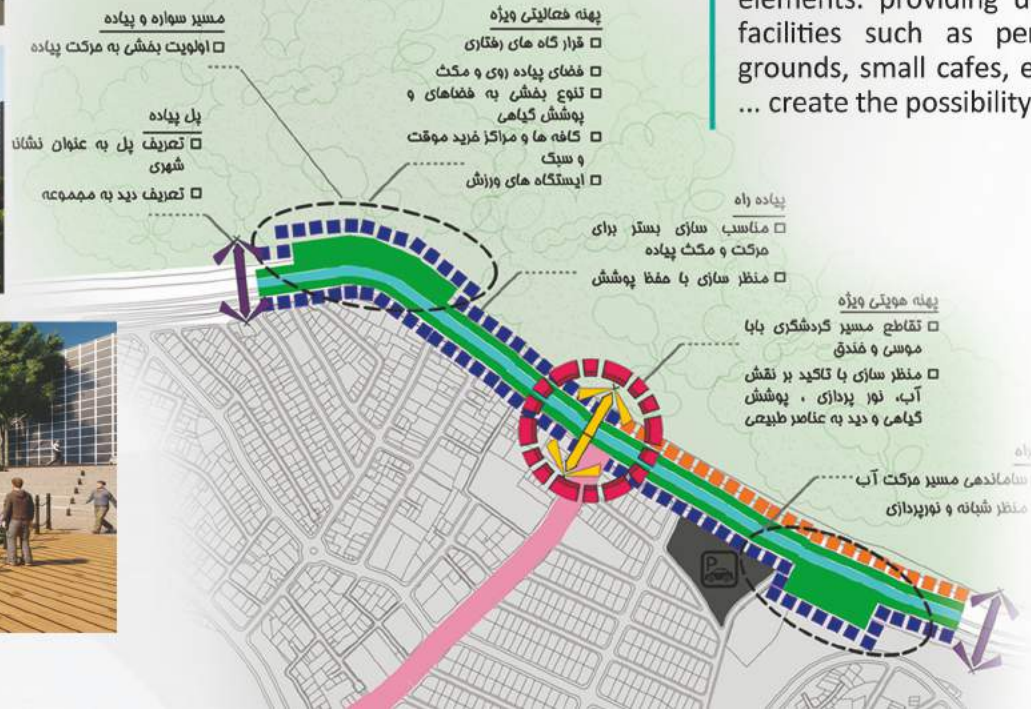 elements. providing u
facilities such as per
grounds, small cafes, e
... create the possibility
مسیر سواره و پیاده
اولویت بخشی به حرکت پیاده
پهنه فعالیتی ویژه
قرار گاه های رفتاری
فضای پیاده روی و مکث
تنوع بخشی به فضاهای و
پوشش گیاهی
کافه ها و مراکز خرید موقت
و سبک
ایستگاه های ورزش
پل پیاده
تعریف پل به عنوان نشانه
شهری
تعریف دید به مجموعه
پیاده راه
مناسب سازی بستر برای
حرکت و مکث پیاده
منظر سازی با حفظ پوشش
پهنه هویتی ویژه
تقاطع مسیر گردشگری بابا
موسی و خندق
منظر سازی با تاکید بر نقش
آب، نور پردازی ، پوشش
گیاهی و دید به عناصر طبیعی
راه
ساماندهی مسیر حرکت آب
منظر شبانه و نورپردازی
P